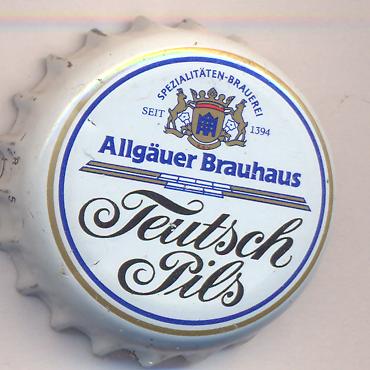 SPEZIALITÄTEN-BRAUEREI
SEIT 1394
Allgäuer Brauhaus
Teutsch
Pils